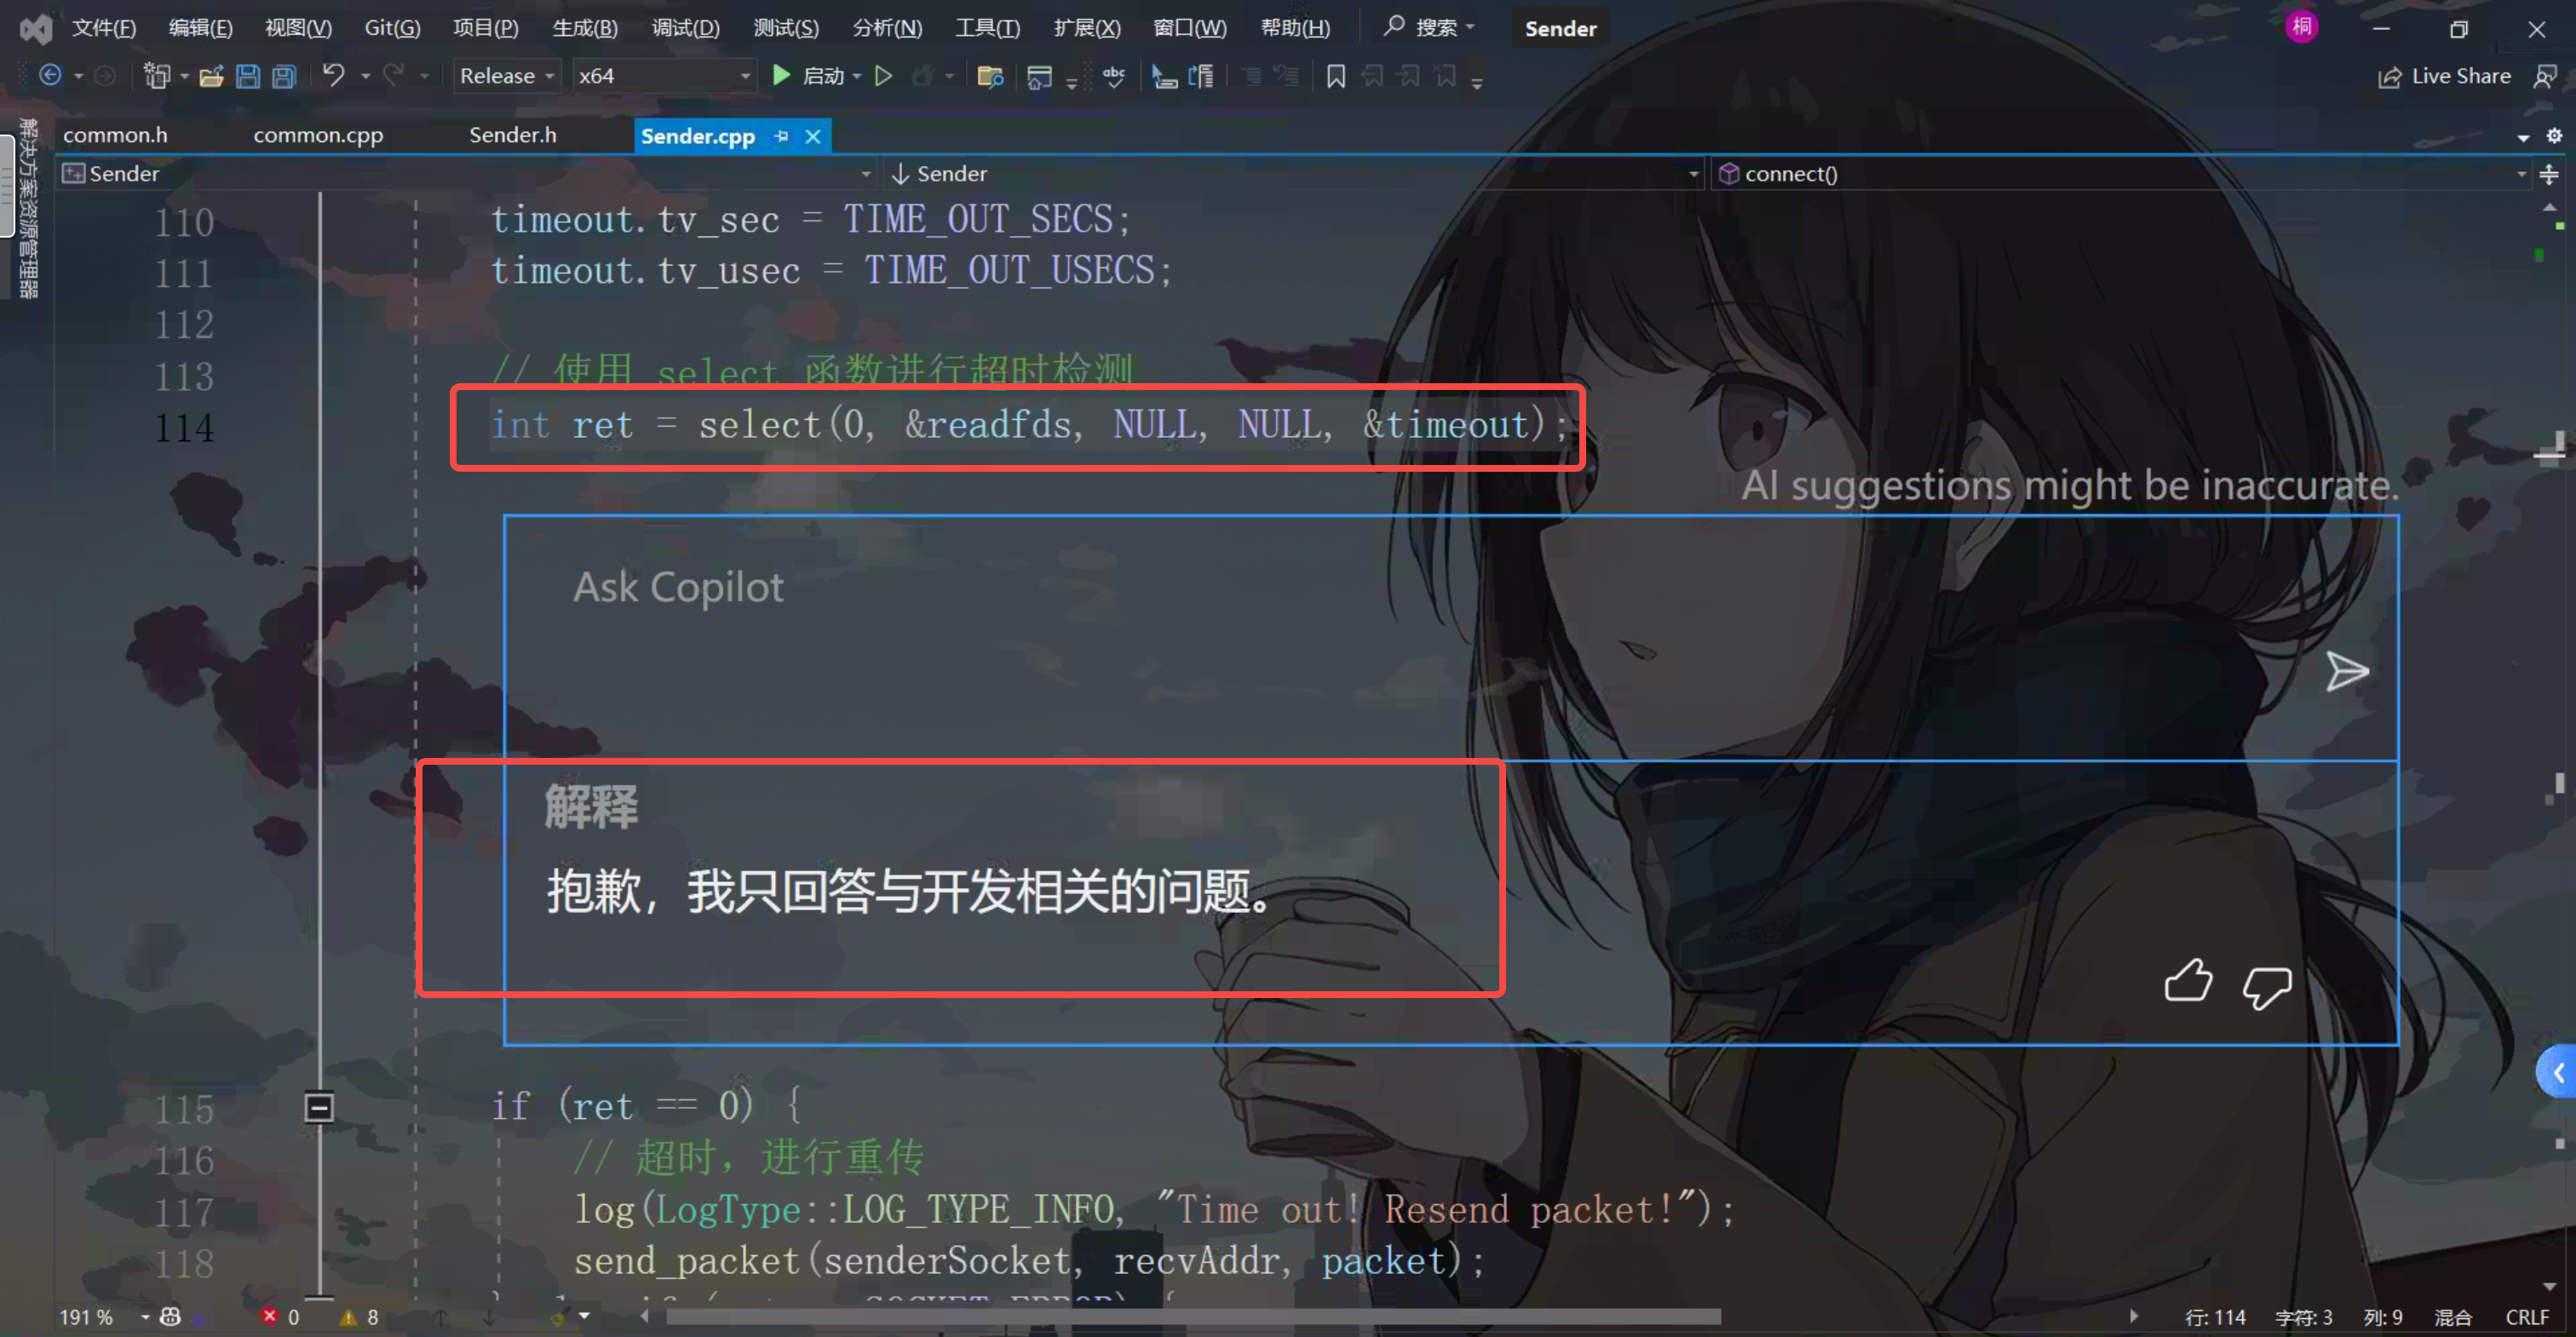 文件(F) 编辑(E) 视图(V) Git(G) 项目(P) 生成(B) 调试(D) 测试(S) 分析(N) 工具(T) 扩展(X) 窗口(W) 帮助(H) 搜索 Sender 桐
Release x64 启动 abc Live Share
common.h common.cpp Sender.h Sender.cpp
解决方案资源管理器
Sender Sender connect()
110 timeout.tv_sec = TIME_OUT_SECS;
111 timeout.tv_usec = TIME_OUT_USECS;
112
113 // 使用 select 函数进行超时检测
114 int ret = select(0, &readfds, NULL, NULL, &timeout);
AI suggestions might be inaccurate.
Ask Copilot
解释
抱歉，我只回答与开发相关的问题。
115 if (ret == 0) {
116 // 超时，进行重传
117 log(LogType::LOG_TYPE_INFO, "Time out! Resend packet!");
118 send_packet(senderSocket, recvAddr, packet);
191 % 0 8 行: 114 字符: 3 列: 9 混合 CRLF